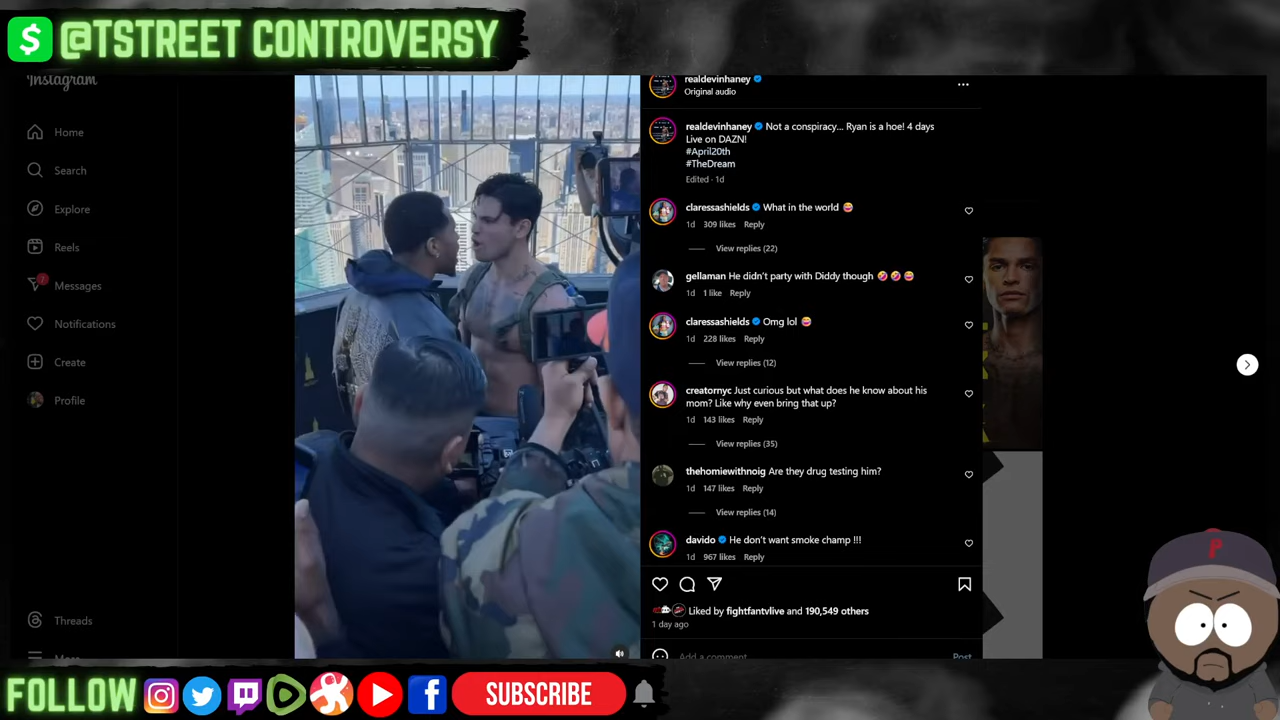 $ @TSTREET CONTROVERSY
Instagram
Home
Search
Explore
Reels
7
Messages
Notifications
Create
Profile
Threads
More
realdevinhaney
Original audio
realdevinhaney Not a conspiracy... Ryan is a hoe! 4 days
Live on DAZN!
#April20th
#TheDream
Edited · 1d
claressashields What in the world 😂
1d 309 likes Reply
View replies (22)
gellaman He didn't party with Diddy though 🤣🤣😂
1d 1 like Reply
claressashields Omg lol 😂
1d 228 likes Reply
View replies (12)
creatornyc Just curious but what does he know about his
mom? Like why even bring that up?
1d 143 likes Reply
View replies (35)
thehomiewithnoig Are they drug testing him?
1d 147 likes Reply
View replies (14)
davido He don't want smoke champ !!!
1d 967 likes Reply
Liked by fightfantvlive and 190,549 others
1 day ago
Add a comment...
Post
P
FOLLOW
SUBSCRIBE